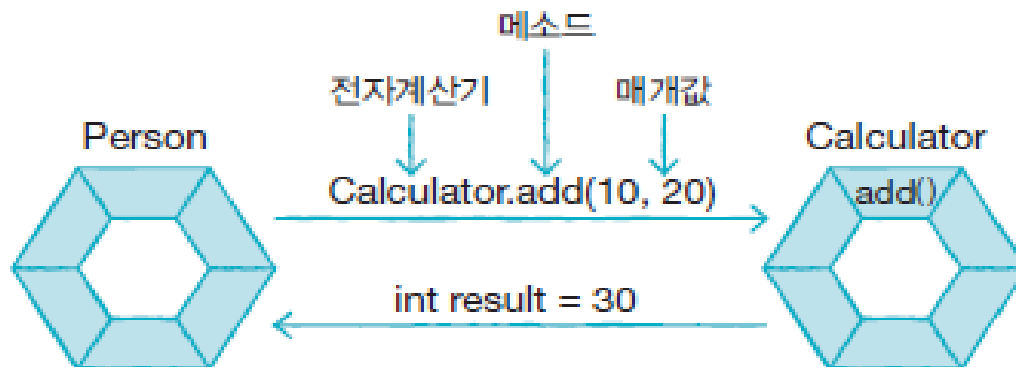 메소드
전자계산기
매개값
Person
Calculator
Calculator.add(10, 20)
add()
int result = 30